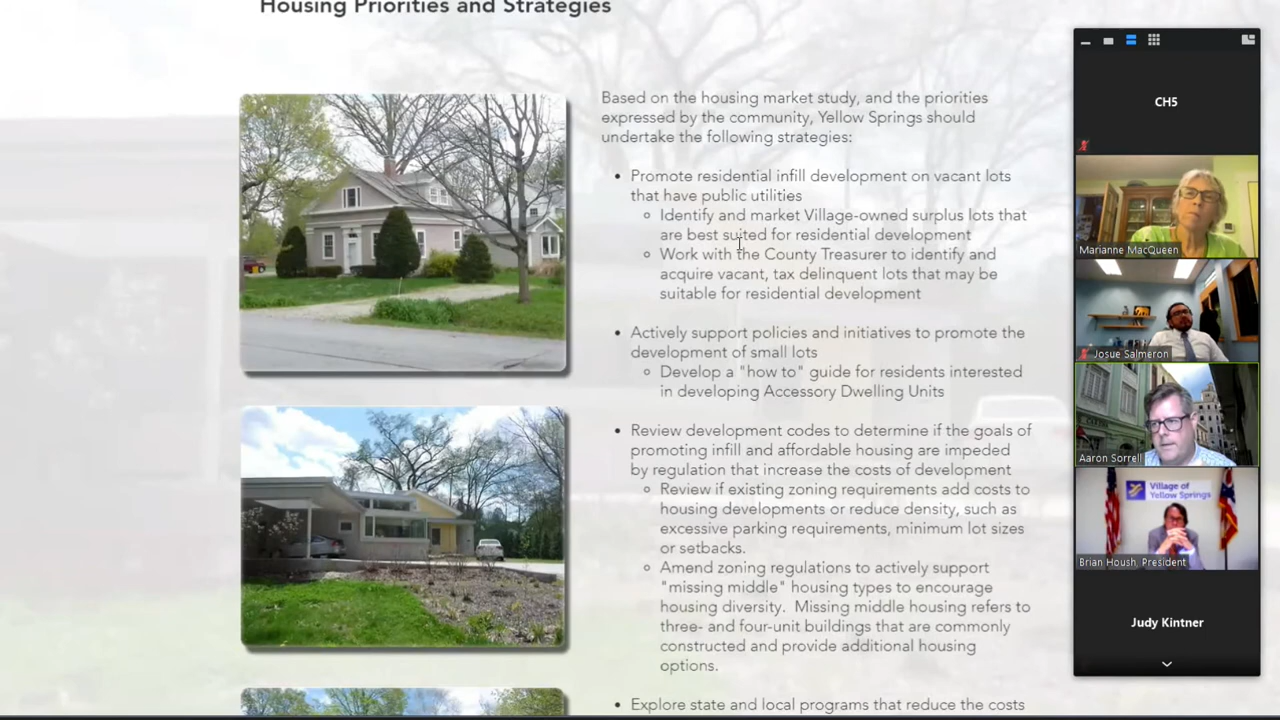 Housing Priorities and Strategies
Based on the housing market study, and the priorities
expressed by the community, Yellow Springs should
undertake the following strategies:
• Promote residential infill development on vacant lots
that have public utilities
◦ Identify and market Village-owned surplus lots that
are best suited for residential development
◦ Work with the County Treasurer to identify and
acquire vacant, tax delinquent lots that may be
suitable for residential development
• Actively support policies and initiatives to promote the
development of small lots
◦ Develop a "how to" guide for residents interested
in developing Accessory Dwelling Units
• Review development codes to determine if the goals of
promoting infill and affordable housing are impeded
by regulation that increase the costs of development
◦ Review if existing zoning requirements add costs to
housing developments or reduce density, such as
excessive parking requirements, minimum lot sizes
or setbacks.
◦ Amend zoning regulations to actively support
"missing middle" housing types to encourage
housing diversity.  Missing middle housing refers to
three- and four-unit buildings that are commonly
constructed and provide additional housing
options.
• Explore state and local programs that reduce the costs
CH5
Marianne MacQueen
Josue Salmeron
Aaron Sorrell
Village of
Yellow Springs
Brian Housh, President
Judy Kintner